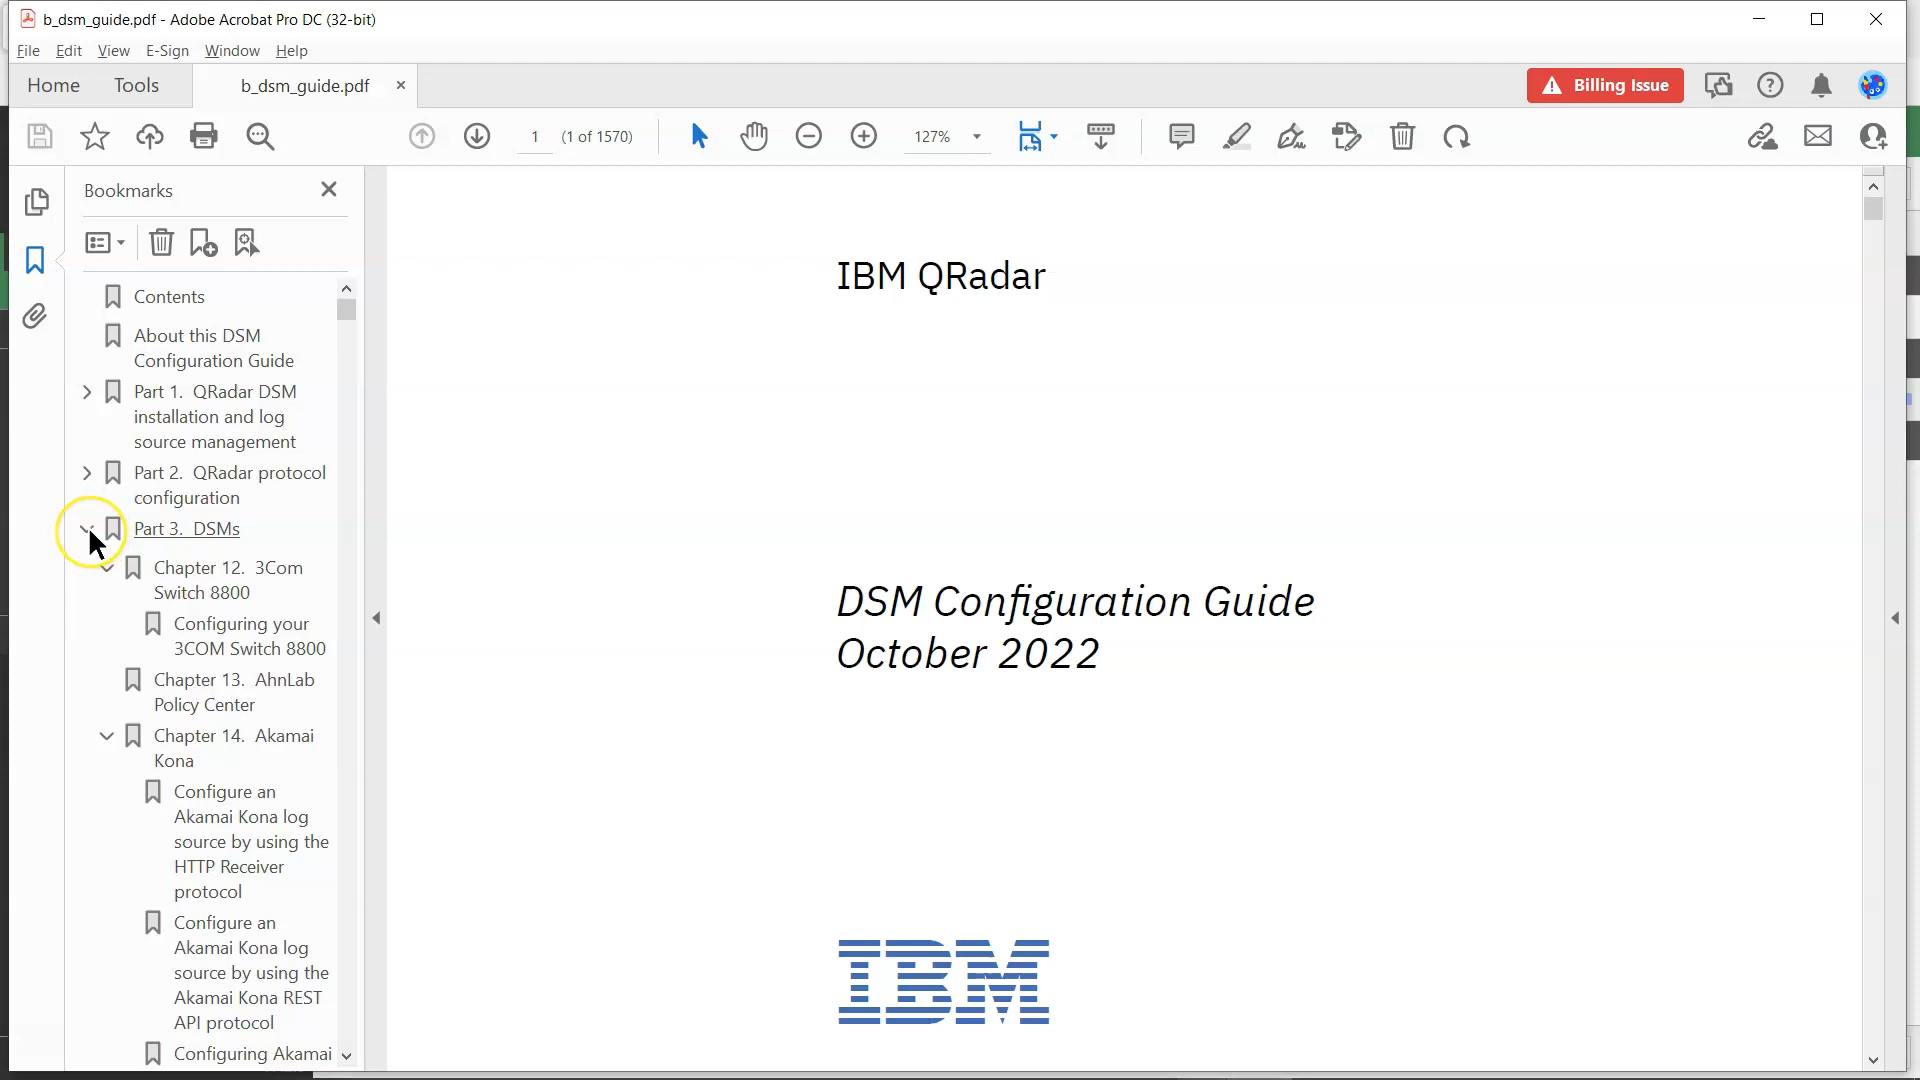 b_dsm_guide.pdf - Adobe Acrobat Pro DC (32-bit)
File Edit View E-Sign Window Help
Home Tools b_dsm_guide.pdf Billing Issue
1 (1 of 1570) 127%
Bookmarks
Contents
About this DSM
Configuration Guide
Part 1. QRadar DSM
installation and log
source management
Part 2. QRadar protocol
configuration
Part 3. DSMs
Chapter 12. 3Com
Switch 8800
Configuring your
3COM Switch 8800
Chapter 13. AhnLab
Policy Center
Chapter 14. Akamai
Kona
Configure an
Akamai Kona log
source by using the
HTTP Receiver
protocol
Configure an
Akamai Kona log
source by using the
Akamai Kona REST
API protocol
Configuring Akamai
IBM QRadar
DSM Configuration Guide
October 2022
IBM